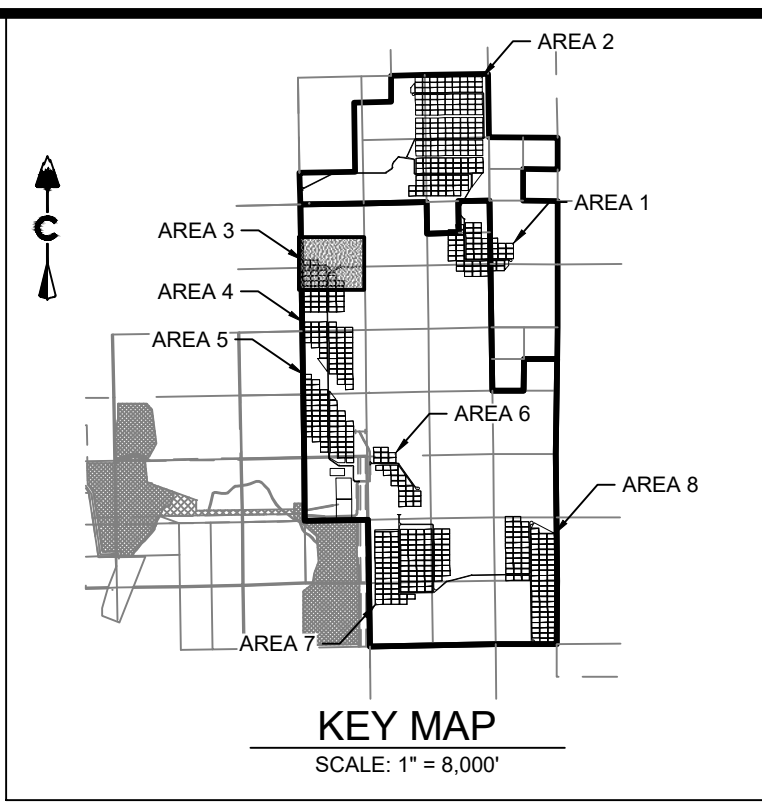 AREA 2
AREA 1
AREA 3
AREA 4
AREA 5
AREA 6
AREA 8
AREA 7
C
KEY MAP
SCALE: 1" = 8,000'